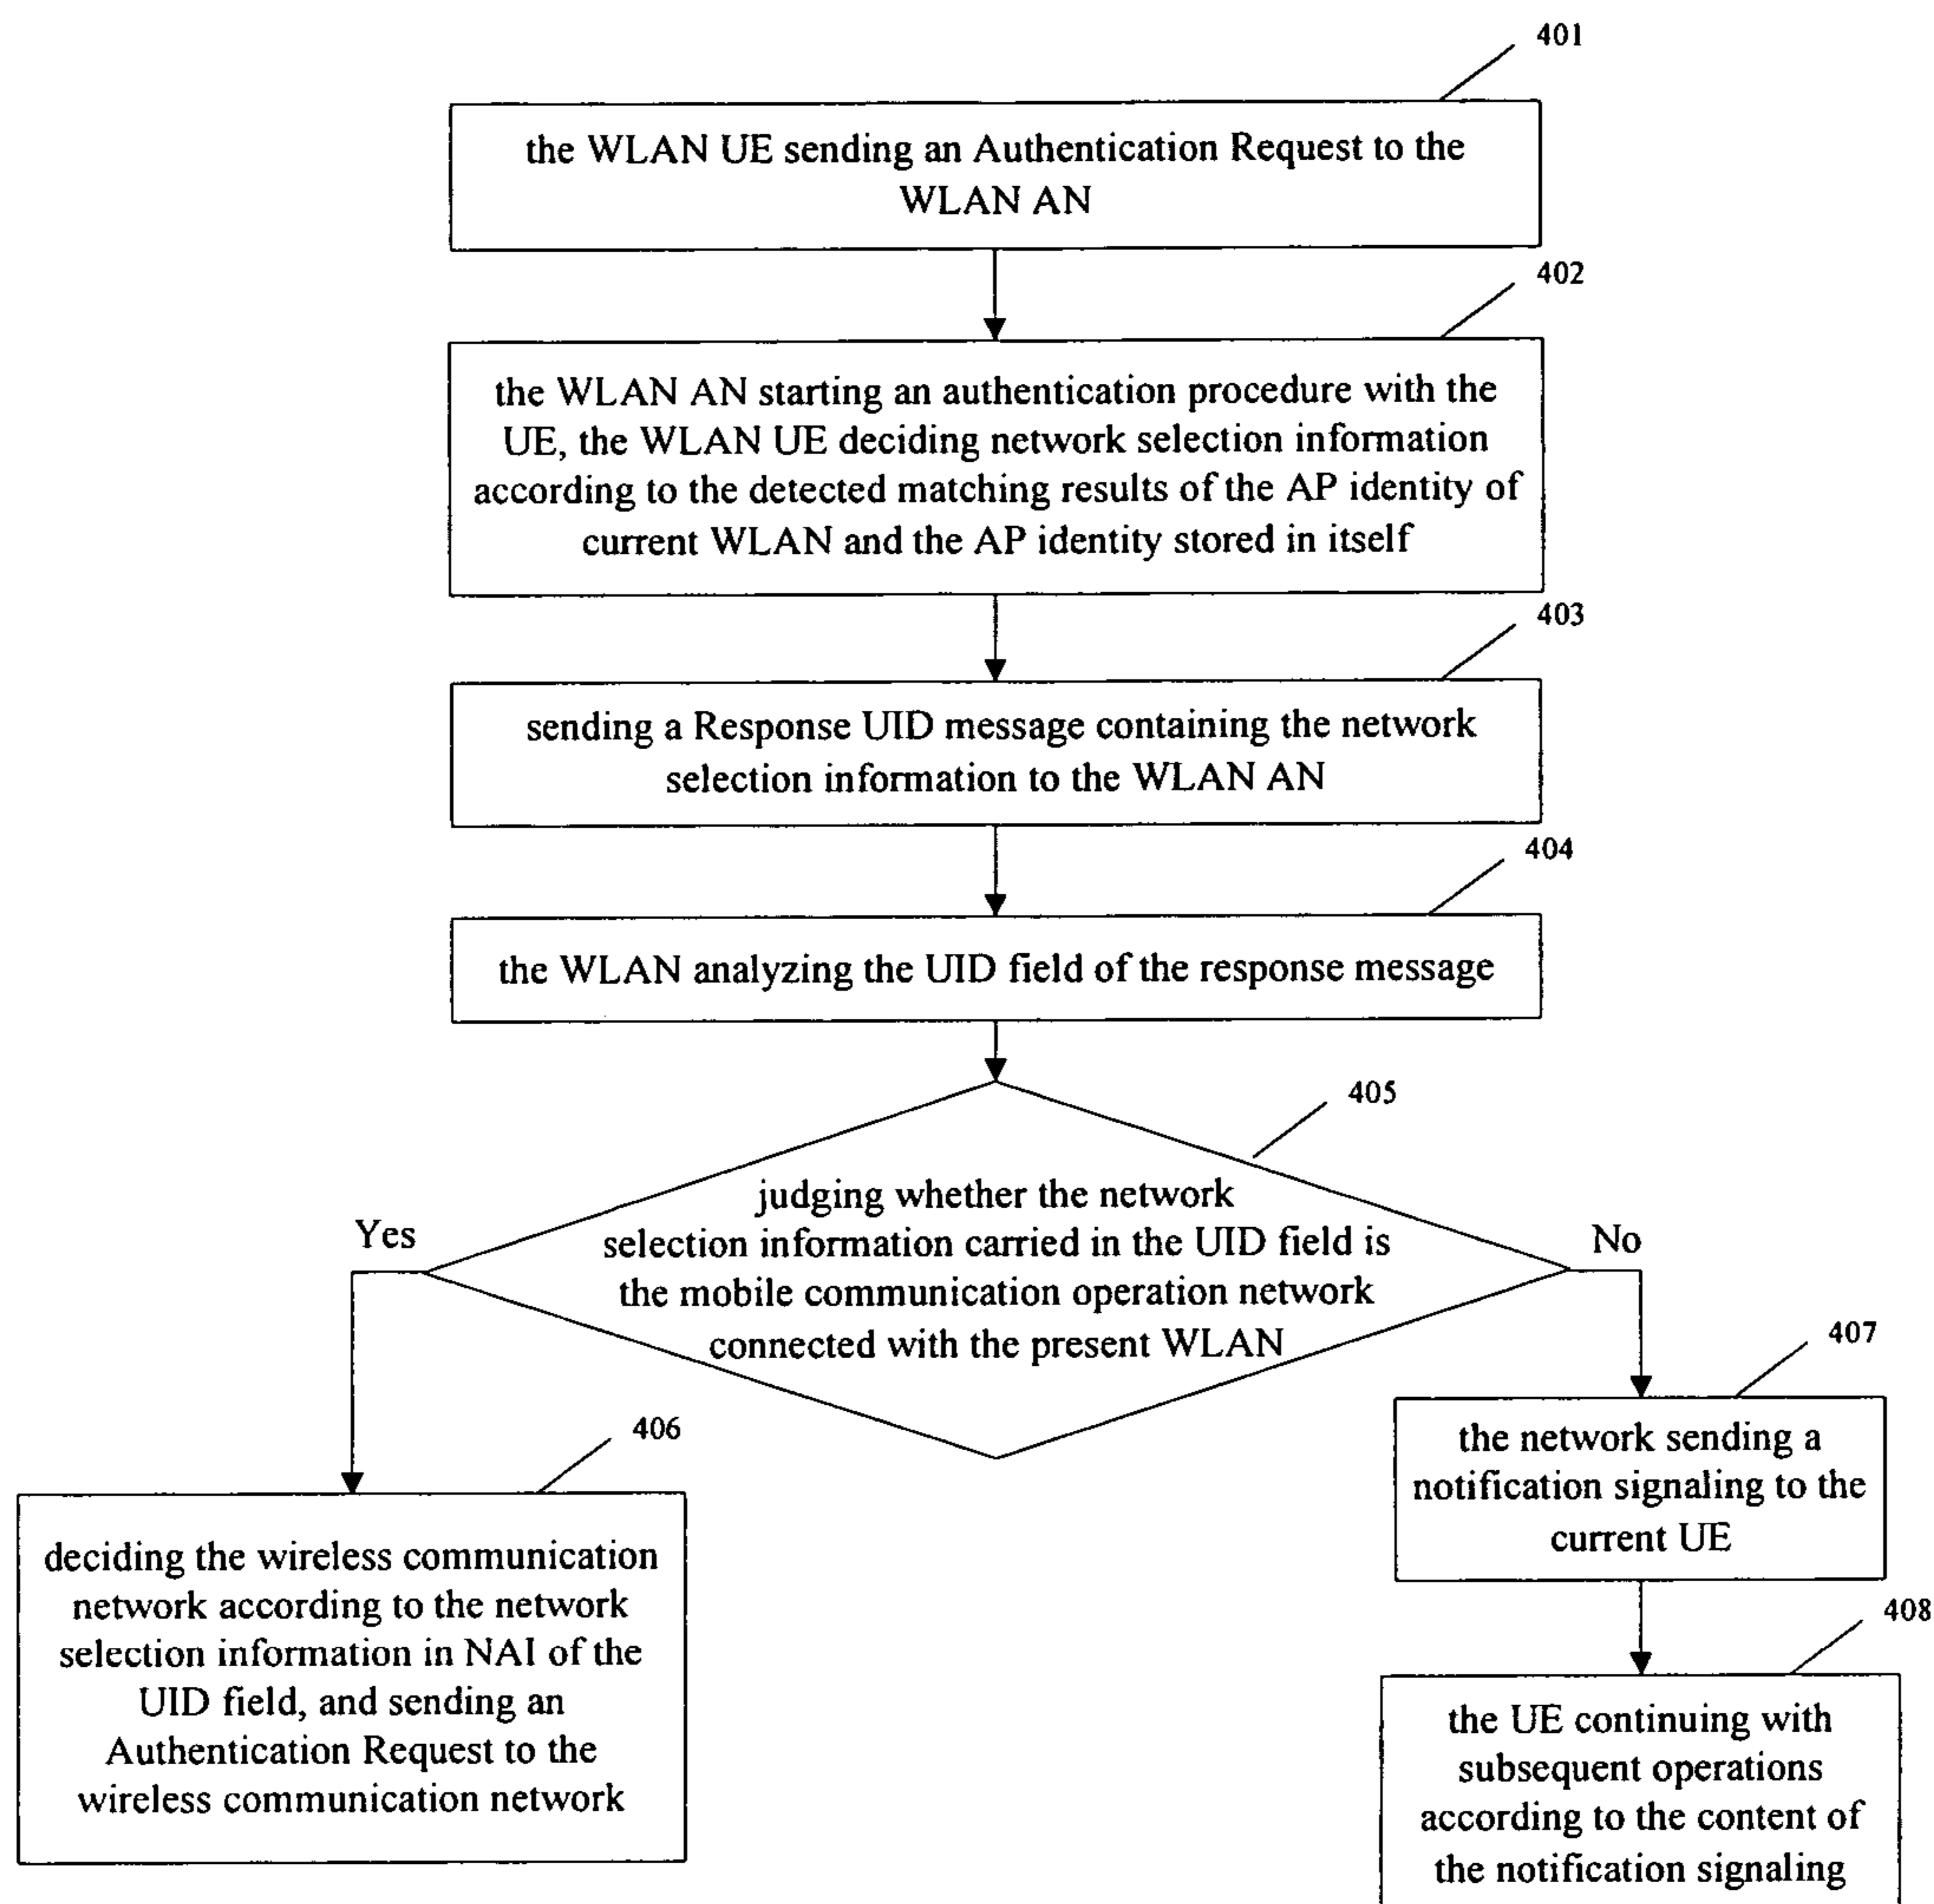 401
the WLAN UE sending an Authentication Request to the
WLAN AN
402
the WLAN AN starting an authentication procedure with the
UE, the WLAN UE deciding network selection information
according to the detected matching results of the AP identity of
current WLAN and the AP identity stored in itself
403
sending a Response UID message containing the network
selection information to the WLAN AN
404
the WLAN analyzing the UID field of the response message
405
judging whether the network
selection information carried in the UID field is
the mobile communication operation network
connected with the present WLAN
Yes
No
406
deciding the wireless communication
network according to the network
selection information in NAI of the
UID field, and sending an
Authentication Request to the
wireless communication network
407
the network sending a
notification signaling to the
current UE
408
the UE continuing with
subsequent operations
according to the content of
the notification signaling